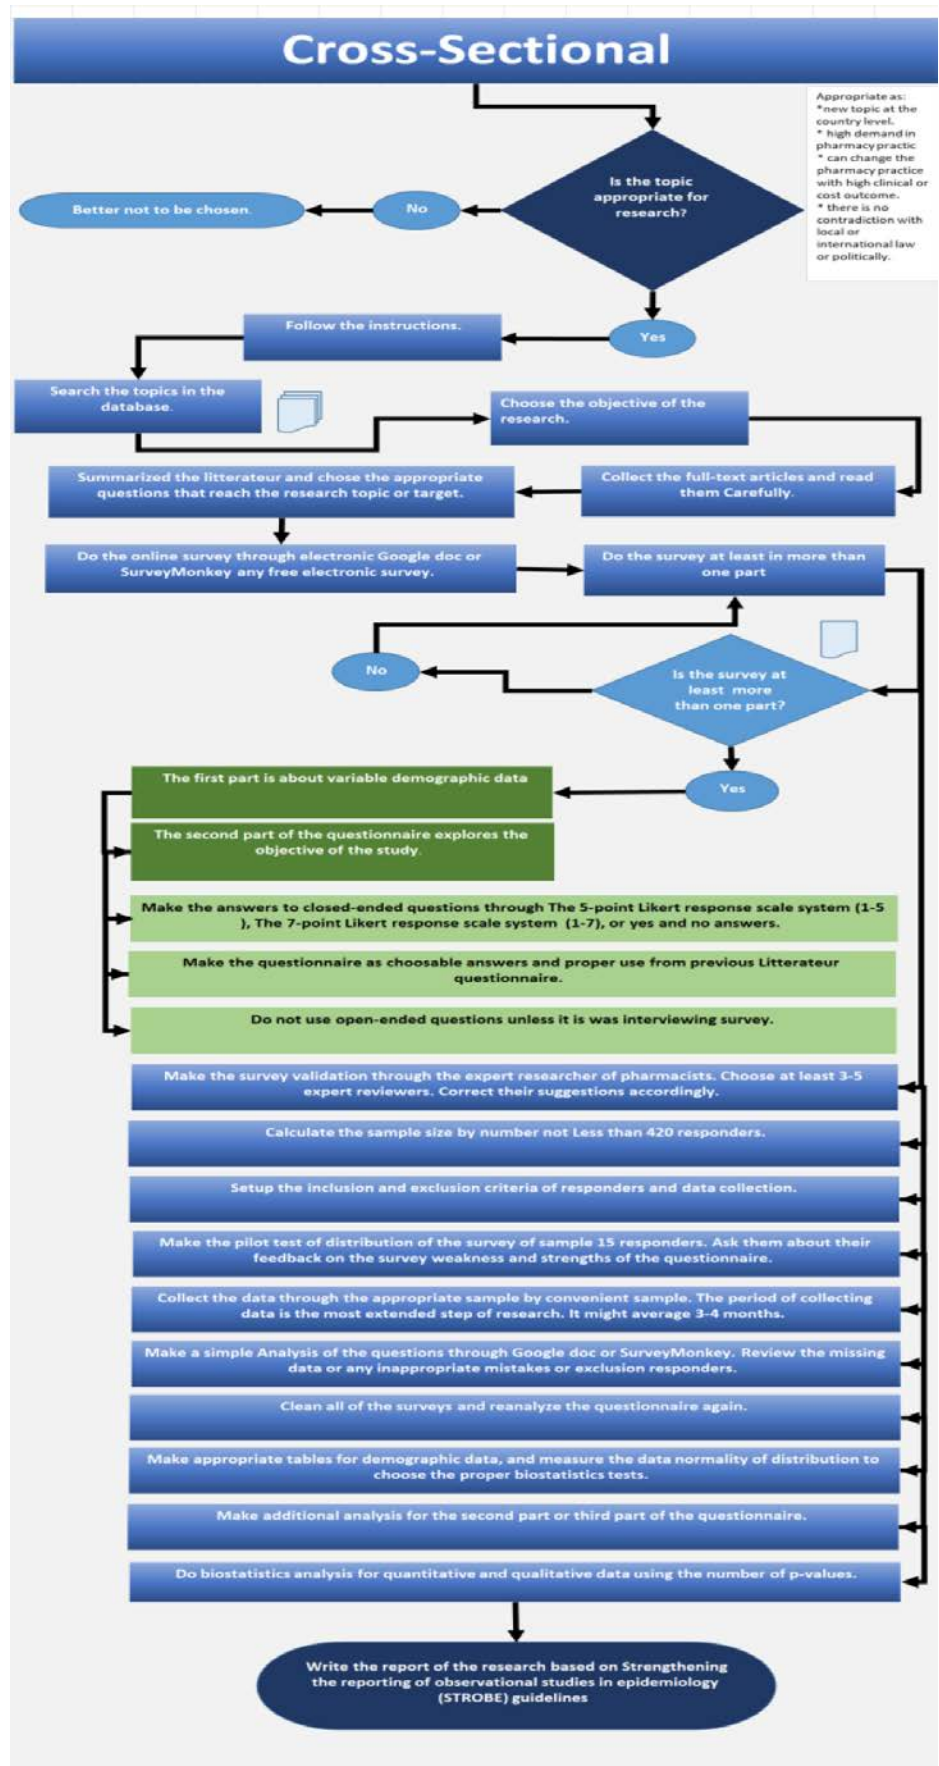 Cross-Sectional
Appropriate as:
*new topic at the
country level.
* high demand in
pharmacy practic
* can change the
pharmacy practice
with high clinical or
cost outcome.
* there is no
contradiction with
local or
international law
or politically.
Is the topic
appropriate for
research?
No
Better not to be chosen.
Yes
Follow the instructions.
Search the topics in the
database.
Choose the objective of the
research.
Collect the full-text articles and read
them Carefully.
Summarized the litterateur and chose the appropriate
questions that reach the research topic or target.
Do the online survey through electronic Google doc or
SurveyMonkey any free electronic survey.
Do the survey at least in more than
one part
Is the survey at
least more
than one part?
No
Yes
The first part is about variable demographic data
The second part of the questionnaire explores the
objective of the study.
Make the answers to closed-ended questions through The 5-point Likert response scale system (1-5
), The 7-point Likert response scale system (1-7), or yes and no answers.
Make the questionnaire as choosable answers and proper use from previous Litterateur
questionnaire.
Do not use open-ended questions unless it is was interviewing survey.
Make the survey validation through the expert researcher of pharmacists. Choose at least 3-5
expert reviewers. Correct their suggestions accordingly.
Calculate the sample size by number not Less than 420 responders.
Setup the inclusion and exclusion criteria of responders and data collection.
Make the pilot test of distribution of the survey of sample 15 responders. Ask them about their
feedback on the survey weakness and strengths of the questionnaire.
Collect the data through the appropriate sample by convenient sample. The period of collecting
data is the most extended step of research. It might average 3-4 months.
Make a simple Analysis of the questions through Google doc or SurveyMonkey. Review the missing
data or any inappropriate mistakes or exclusion responders.
Clean all of the surveys and reanalyze the questionnaire again.
Make appropriate tables for demographic data, and measure the data normality of distribution to
choose the proper biostatistics tests.
Make additional analysis for the second part or third part of the questionnaire.
Do biostatistics analysis for quantitative and qualitative data using the number of p-values.
Write the report of the research based on Strengthening
the reporting of observational studies in epidemiology
(STROBE) guidelines